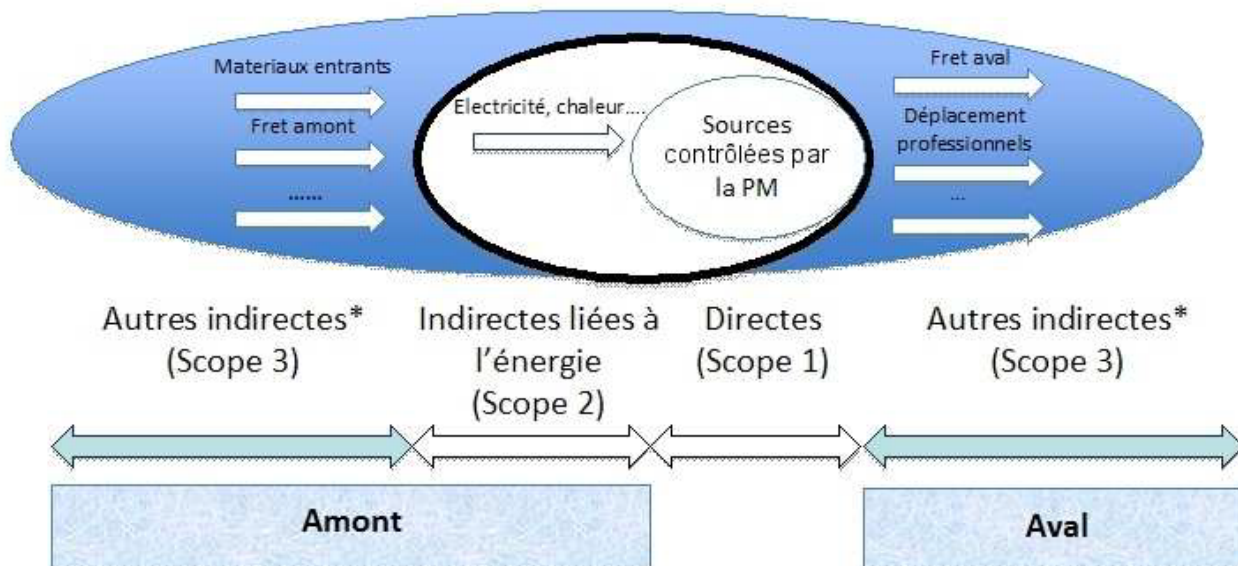 Materiaux entrants
Fret amont
......
Electricité, chaleur....
Sources
contrôlées par
la PM
Fret aval
Déplacement
professionnels
...
Autres indirectes*
(Scope 3)
Indirectes liées à
l'énergie
(Scope 2)
Directes
(Scope 1)
Autres indirectes*
(Scope 3)
Amont
Aval